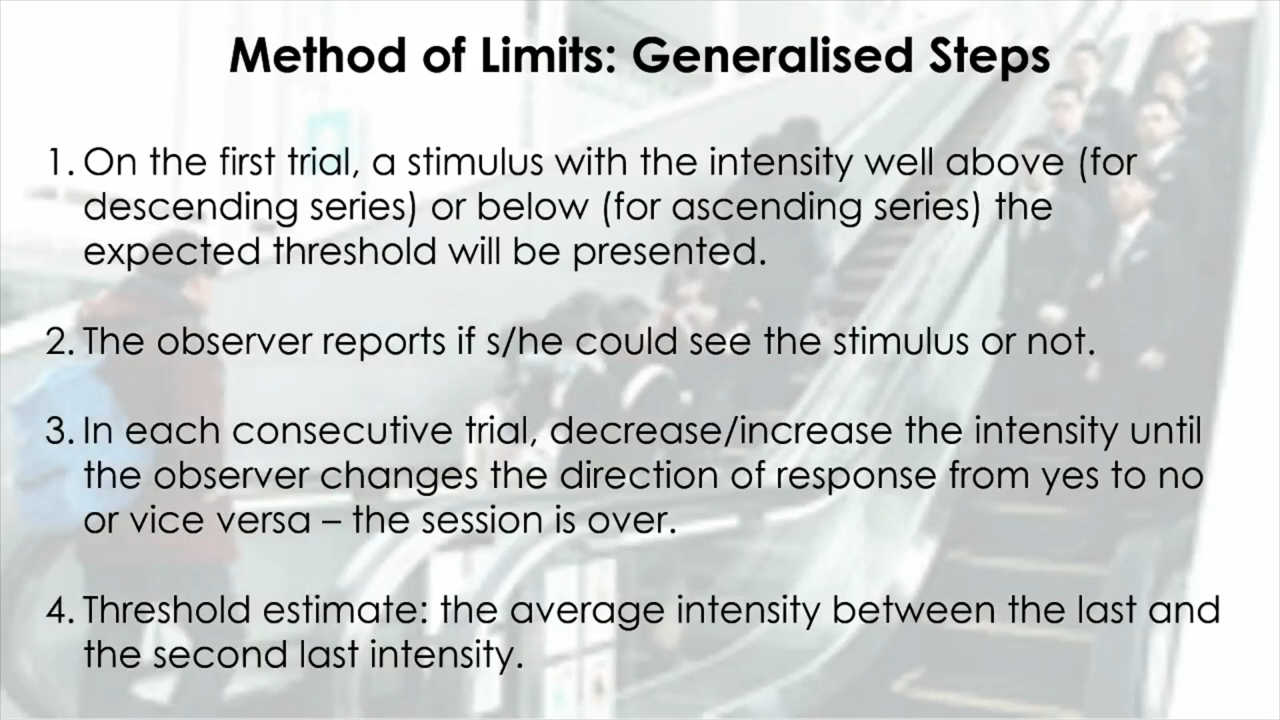 Method of Limits: Generalised Steps
1. On the first trial, a stimulus with the intensity well above (for
descending series) or below (for ascending series) the
expected threshold will be presented.
2. The observer reports if s/he could see the stimulus or not.
3. In each consecutive trial, decrease/increase the intensity until
the observer changes the direction of response from yes to no
or vice versa – the session is over.
4. Threshold estimate: the average intensity between the last and
the second last intensity.